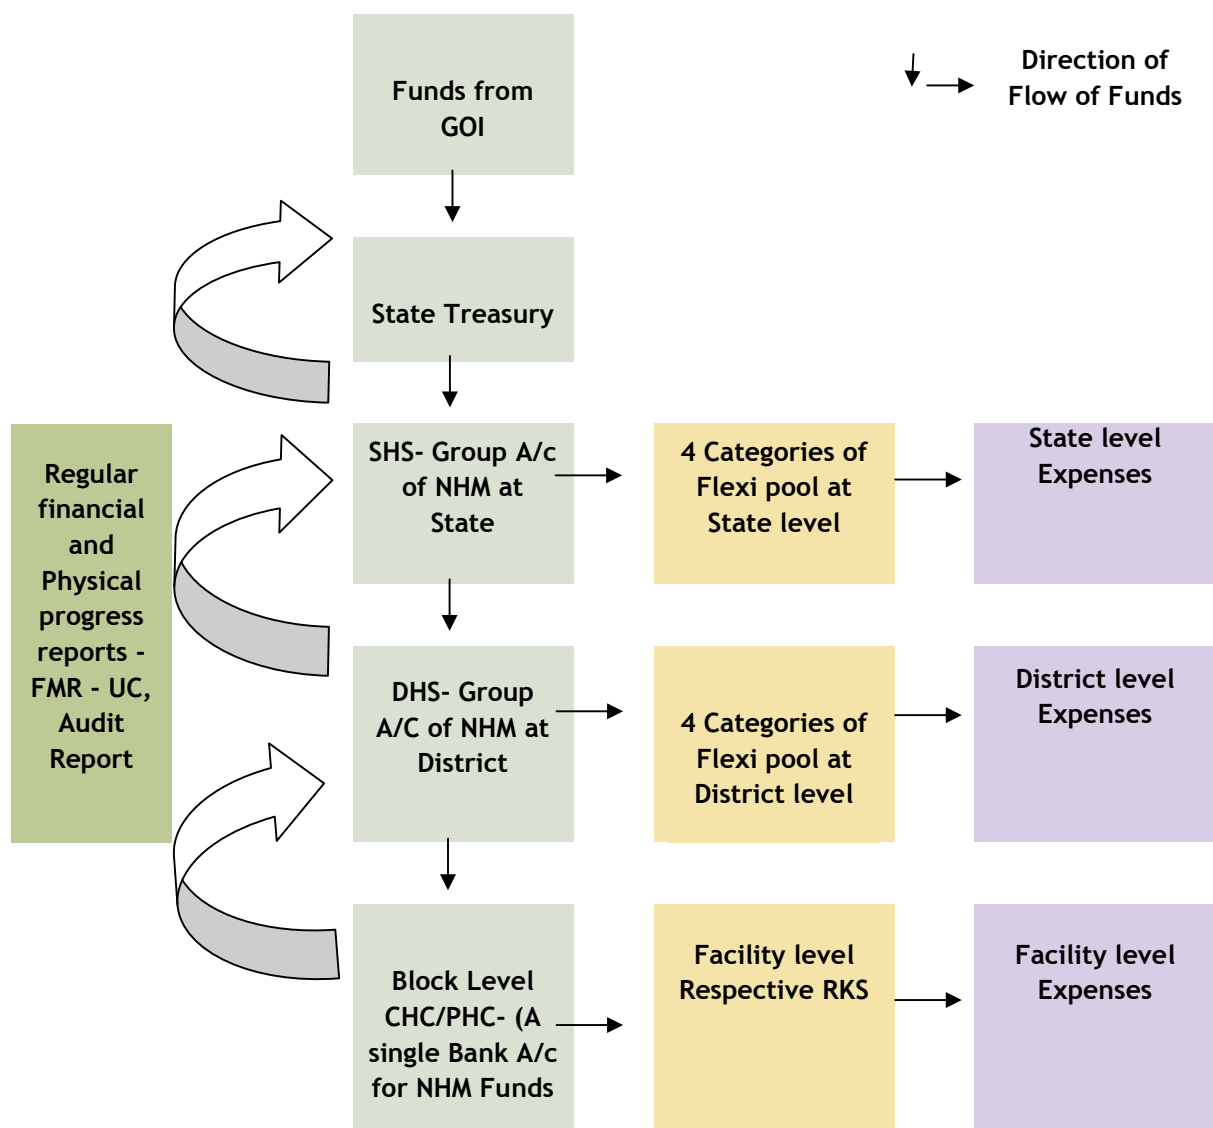 Funds from
GOI
Direction of
Flow of Funds
State Treasury
Regular
financial
and
Physical
progress
reports -
FMR - UC,
Audit
Report
SHS- Group A/c
of NHM at
State
4 Categories of
Flexi pool at
State level
State level
Expenses
DHS- Group
A/C of NHM at
District
4 Categories of
Flexi pool at
District level
District level
Expenses
Block Level
CHC/PHC- (A
single Bank A/c
for NHM Funds
Facility level
Respective RKS
Facility level
Expenses